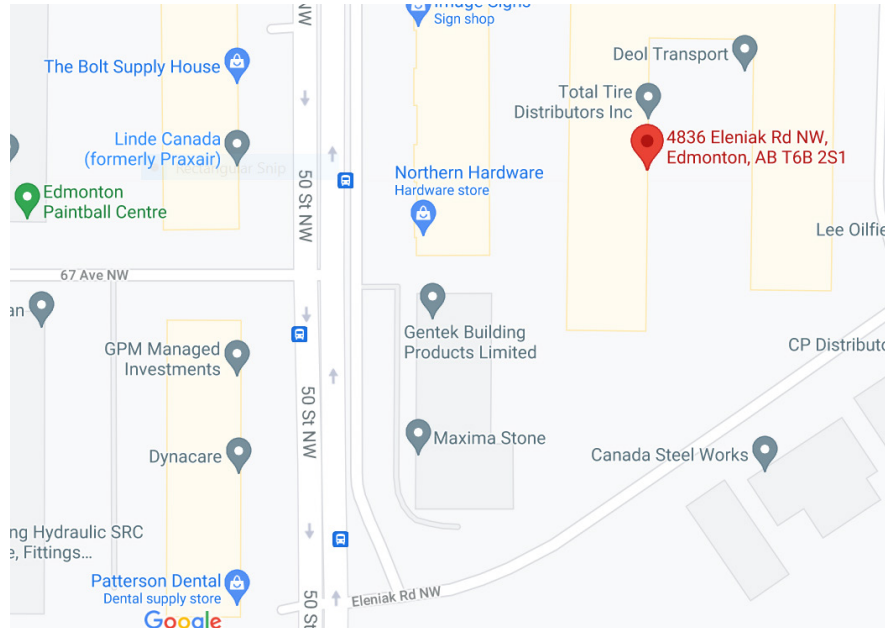 NW
50
Image Signs
Sign shop
The Bolt Supply House
Deol Transport
Total Tire
Distributors Inc
Linde Canada
(formerly Praxair)
Rectangular Snip
4836 Eleniak Rd NW,
Edmonton, AB T6B 2S1
Northern Hardware
Hardware store
Edmonton
Paintball Centre
50 St NW
Lee Oilfie
67 Ave NW
an
Gentek Building
Products Limited
GPM Managed
Investments
CP Distributo
50 St NW
Maxima Stone
Dynacare
Canada Steel Works
ng Hydraulic SRC
e, Fittings...
Patterson Dental
Dental supply store
Eleniak Rd NW
50 St
Google